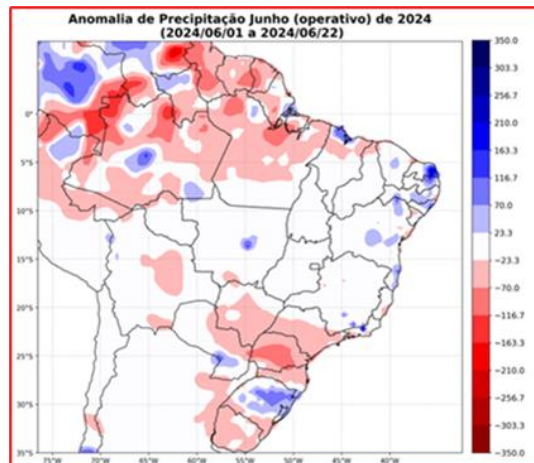 Anomalia de Precipitação Junho (operativo) de 2024
(2024/06/01 a 2024/06/22)
350.0
303.3
256.7
210.0
163.3
116.7
70.0
23.3
−23.3
−70.0
−116.7
−163.3
−210.0
−256.7
−303.3
−350.0
0°
5°S
10°S
15°S
20°S
25°S
30°S
35°S
75°W
70°W
65°W
60°W
55°W
50°W
45°W
40°W